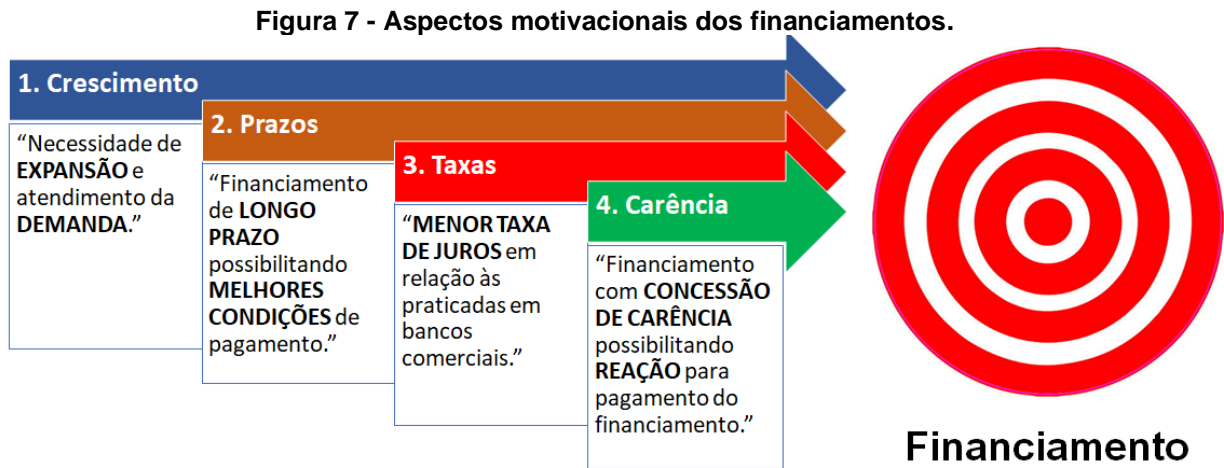 Figura 7 - Aspectos motivacionais dos financiamentos.
1. Crescimento
“Necessidade de
EXPANSÃO e
atendimento da
DEMANDA.”
2. Prazos
“Financiamento
de LONGO
PRAZO
possibilitando
MELHORES
CONDIÇÕES de
pagamento.”
3. Taxas
“MENOR TAXA
DE JUROS em
relação às
praticadas em
bancos
comerciais.”
4. Carência
“Financiamento
com CONCESSÃO
DE CARÊNCIA
possibilitando
REAÇÃO para
pagamento do
financiamento.”
Financiamento